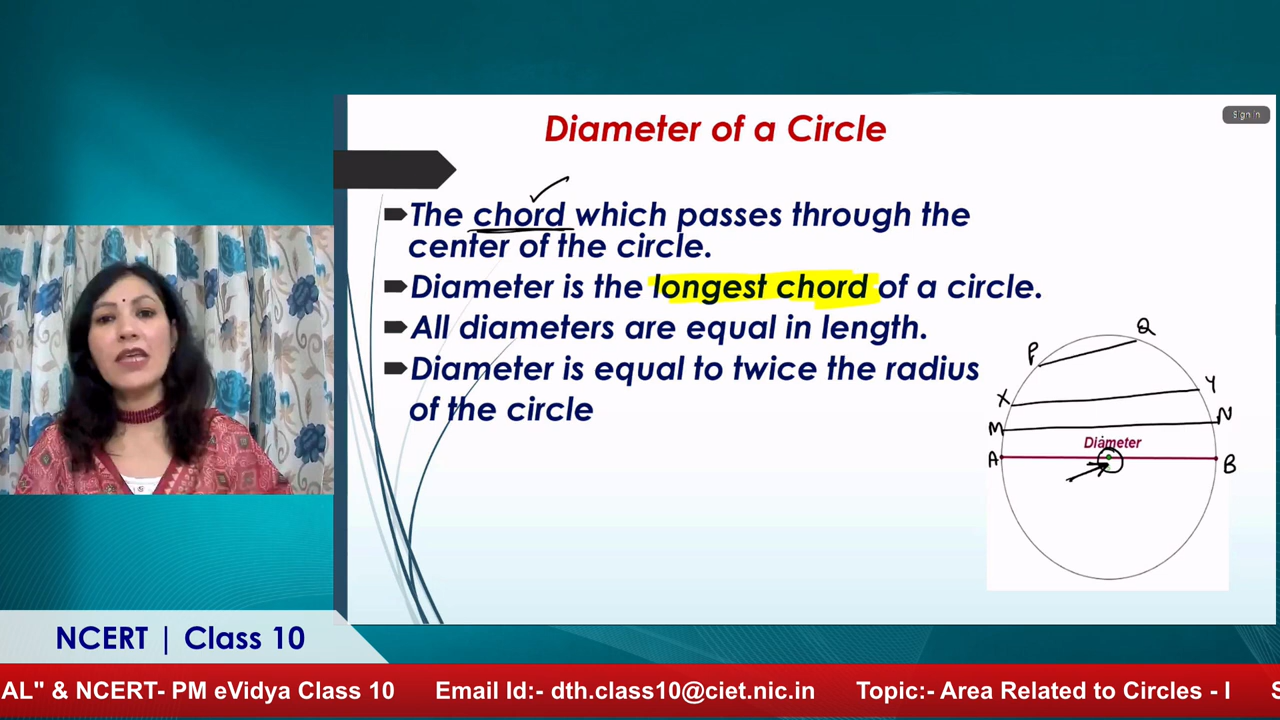 Diameter of a Circle
Sign In
The chord which passes through the
center of the circle.
Diameter is the longest chord of a circle.
All diameters are equal in length.
Diameter is equal to twice the radius
of the circle
P
Q
X
Y
M
N
Diameter
A
B
NCERT | Class 10
AL" & NCERT- PM eVidya Class 10 Email Id:- dth.class10@ciet.nic.in Topic:- Area Related to Circles - I S